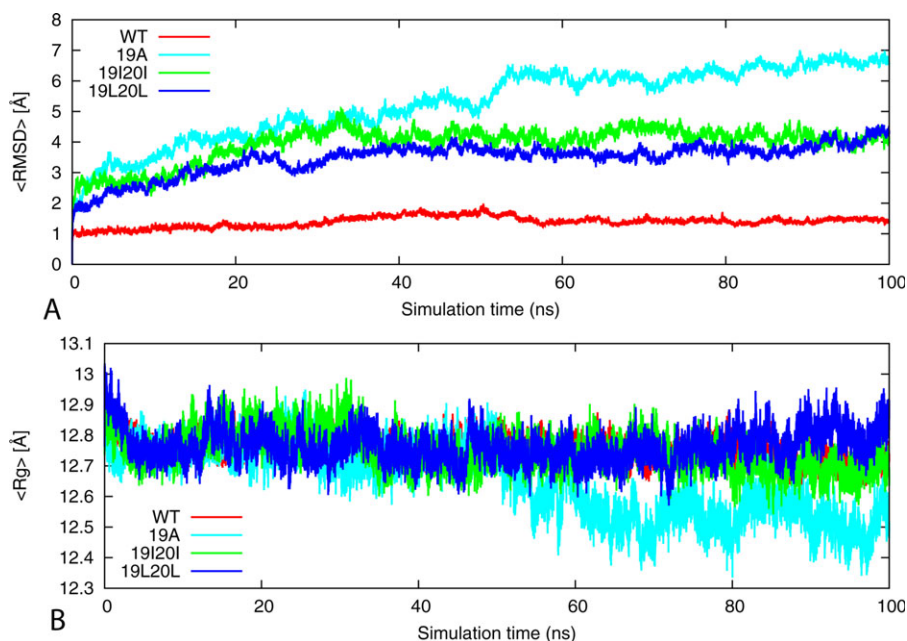 8
7
6
5
4
3
2
1
0
<RMSD> [Å]
WT
19A
19I20I
19L20L
0 20 40 60 80 100
Simulation time (ns)
A
13.1
13
12.9
12.8
12.7
12.6
12.5
12.4
12.3
<Rg> [Å]
WT
19A
19I20I
19L20L
0 20 40 60 80 100
Simulation time (ns)
B